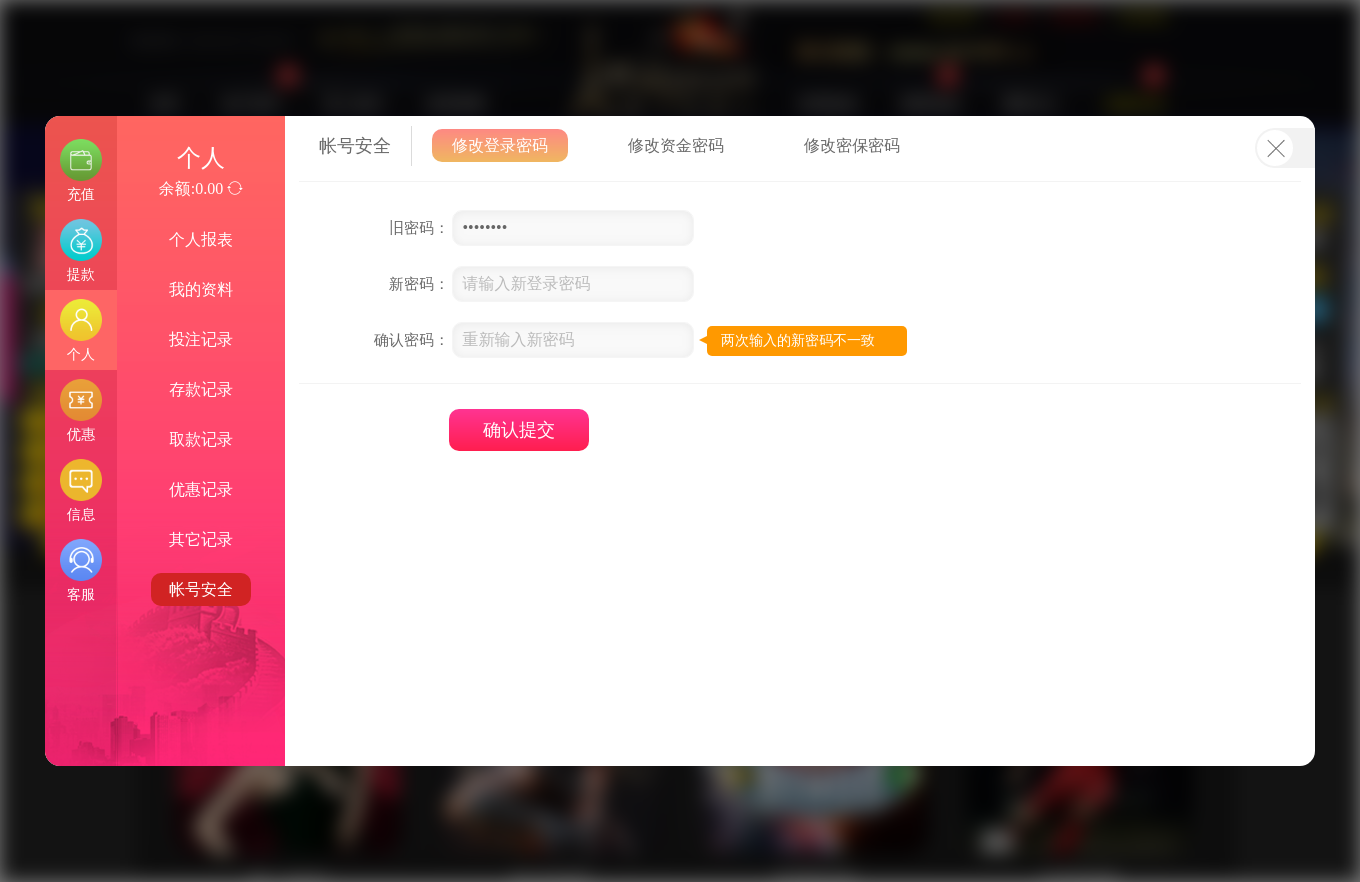 充值
提款
个人
优惠
信息
客服
个人
余额:0.00
个人报表
我的资料
投注记录
存款记录
取款记录
优惠记录
其它记录
帐号安全
帐号安全
修改登录密码
修改资金密码
修改密保密码
旧密码：
••••••••
新密码：
请输入新登录密码
确认密码：
重新输入新密码
两次输入的新密码不一致
确认提交